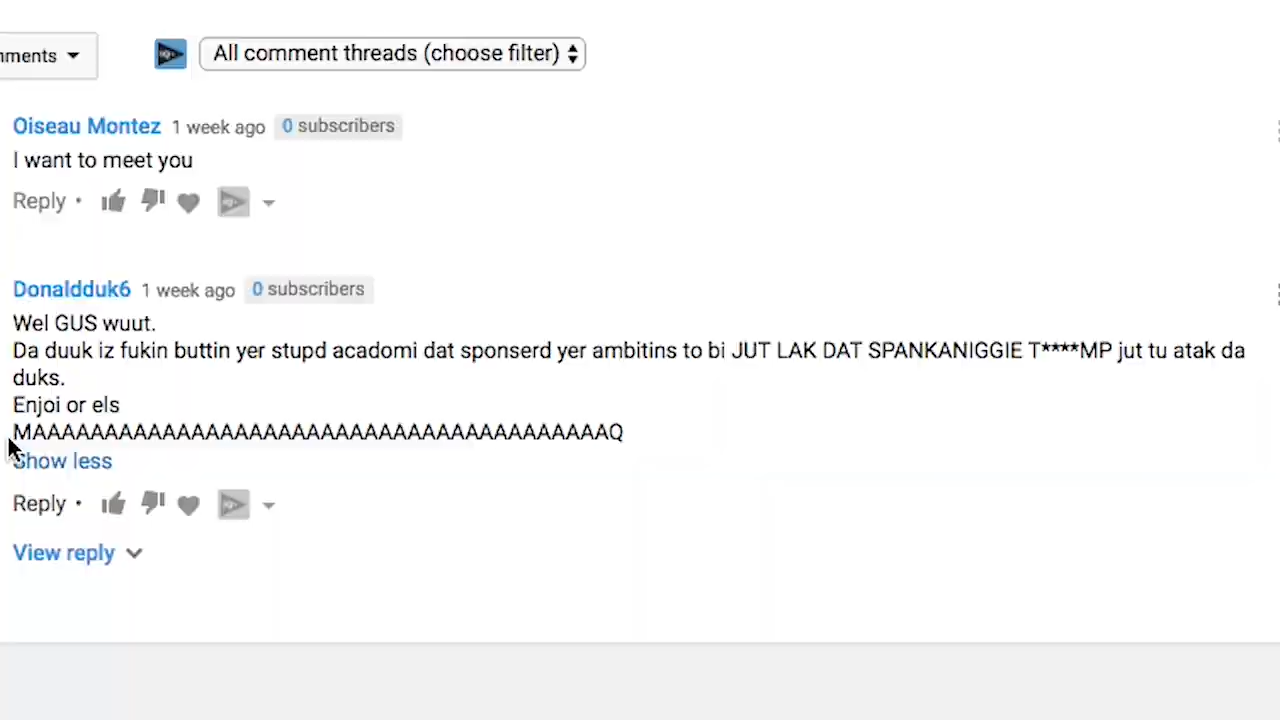 mments
All comment threads (choose filter)
Oiseau Montez 1 week ago 0 subscribers
I want to meet you
Reply •
Donaldduk6 1 week ago 0 subscribers
Wel GUS wuut.
Da duuk iz fukin buttin yer stupd acadomi dat sponserd yer ambitins to bi JUT LAK DAT SPANKANIGGIE T****MP jut tu atak da
duks.
Enjoi or els
MAAAAAAAAAAAAAAAAAAAAAAAAAAAAAAAAAAAAAAAAQ
Show less
Reply •
View reply